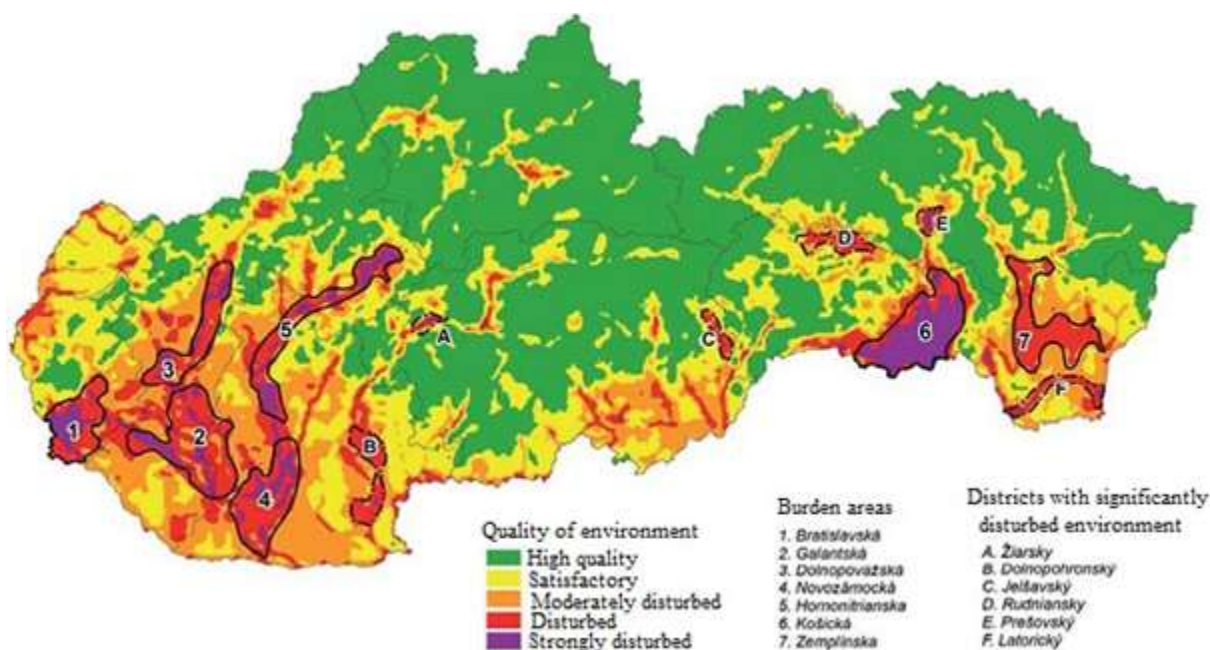 E
D
A
5
6
C
7
3
F
1
2
B
4
Quality of environment
High quality
Satisfactory
Moderately disturbed
Disturbed
Strongly disturbed
Burden areas
1. Bratislavská
2. Galantská
3. Dolnopovažská
4. Novozámocká
5. Hornonitrianska
6. Košická
7. Zemplínska
Districts with significantly
disturbed environment
A. Žiarsky
B. Dolnopohronský
C. Jelšavský
D. Rudniansky
E. Prešovský
F. Latorický